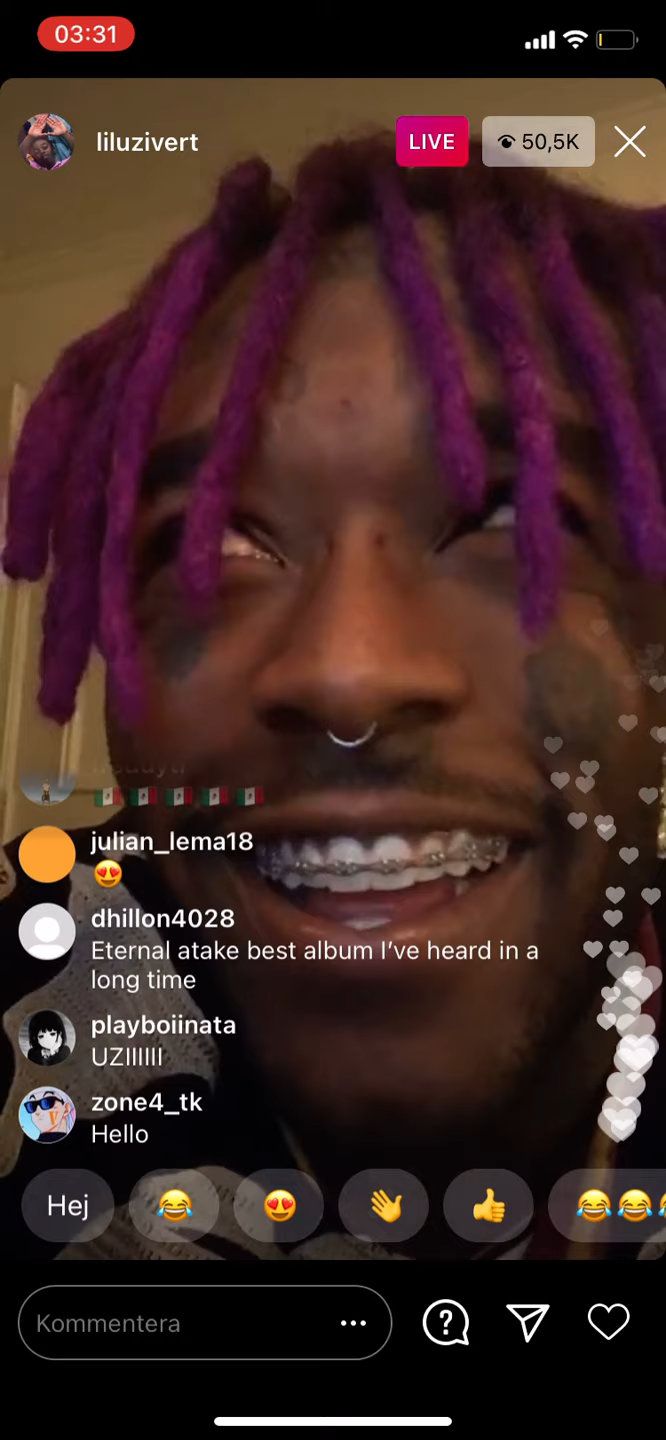 03:31
liluzivert
LIVE
50,5K
julian_lema18
dhillon4028
Eternal atake best album I’ve heard in a
long time
playboiinata
UZIIIIII
zone4_tk
Hello
Hej
Kommentera